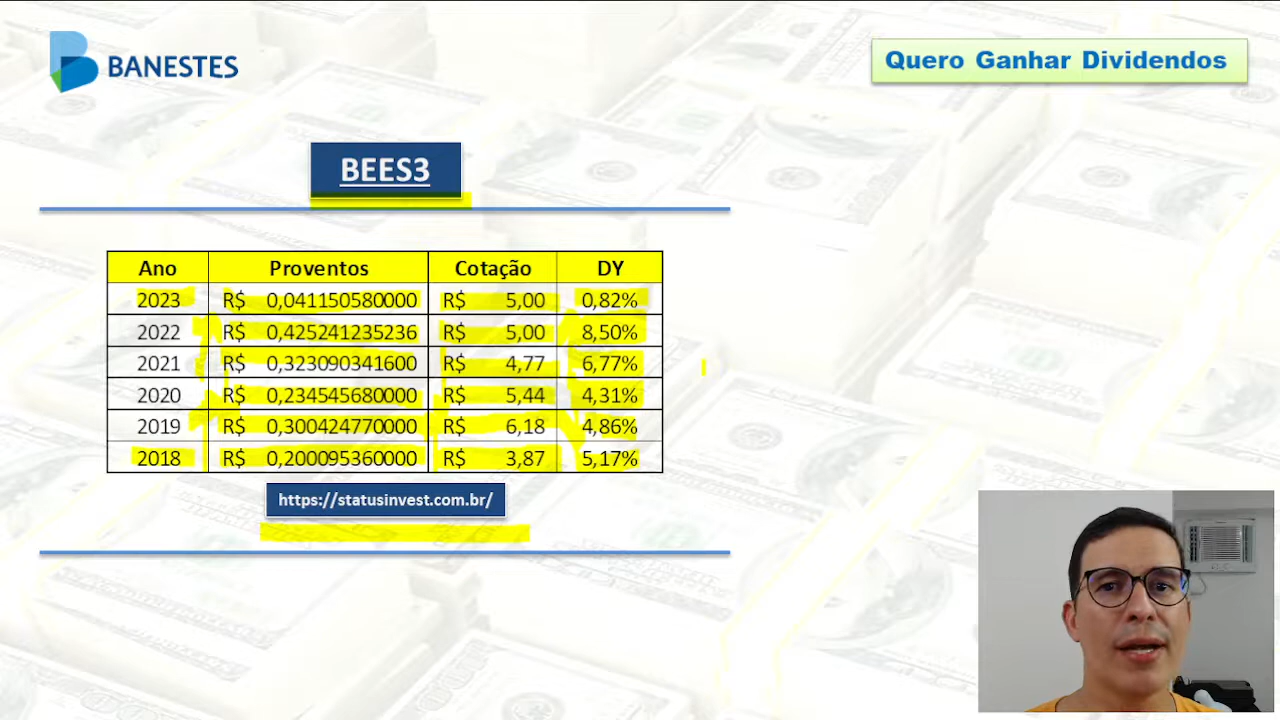 BANESTES
Quero Ganhar Dividendos
BEES3
Ano Proventos Cotação DY
2023 R$ 0,041150580000 R$ 5,00 0,82%
2022 R$ 0,425241235236 R$ 5,00 8,50%
2021 R$ 0,323090341600 R$ 4,77 6,77%
2020 R$ 0,234545680000 R$ 5,44 4,31%
2019 R$ 0,300424770000 R$ 6,18 4,86%
2018 R$ 0,200095360000 R$ 3,87 5,17%
https://statusinvest.com.br/